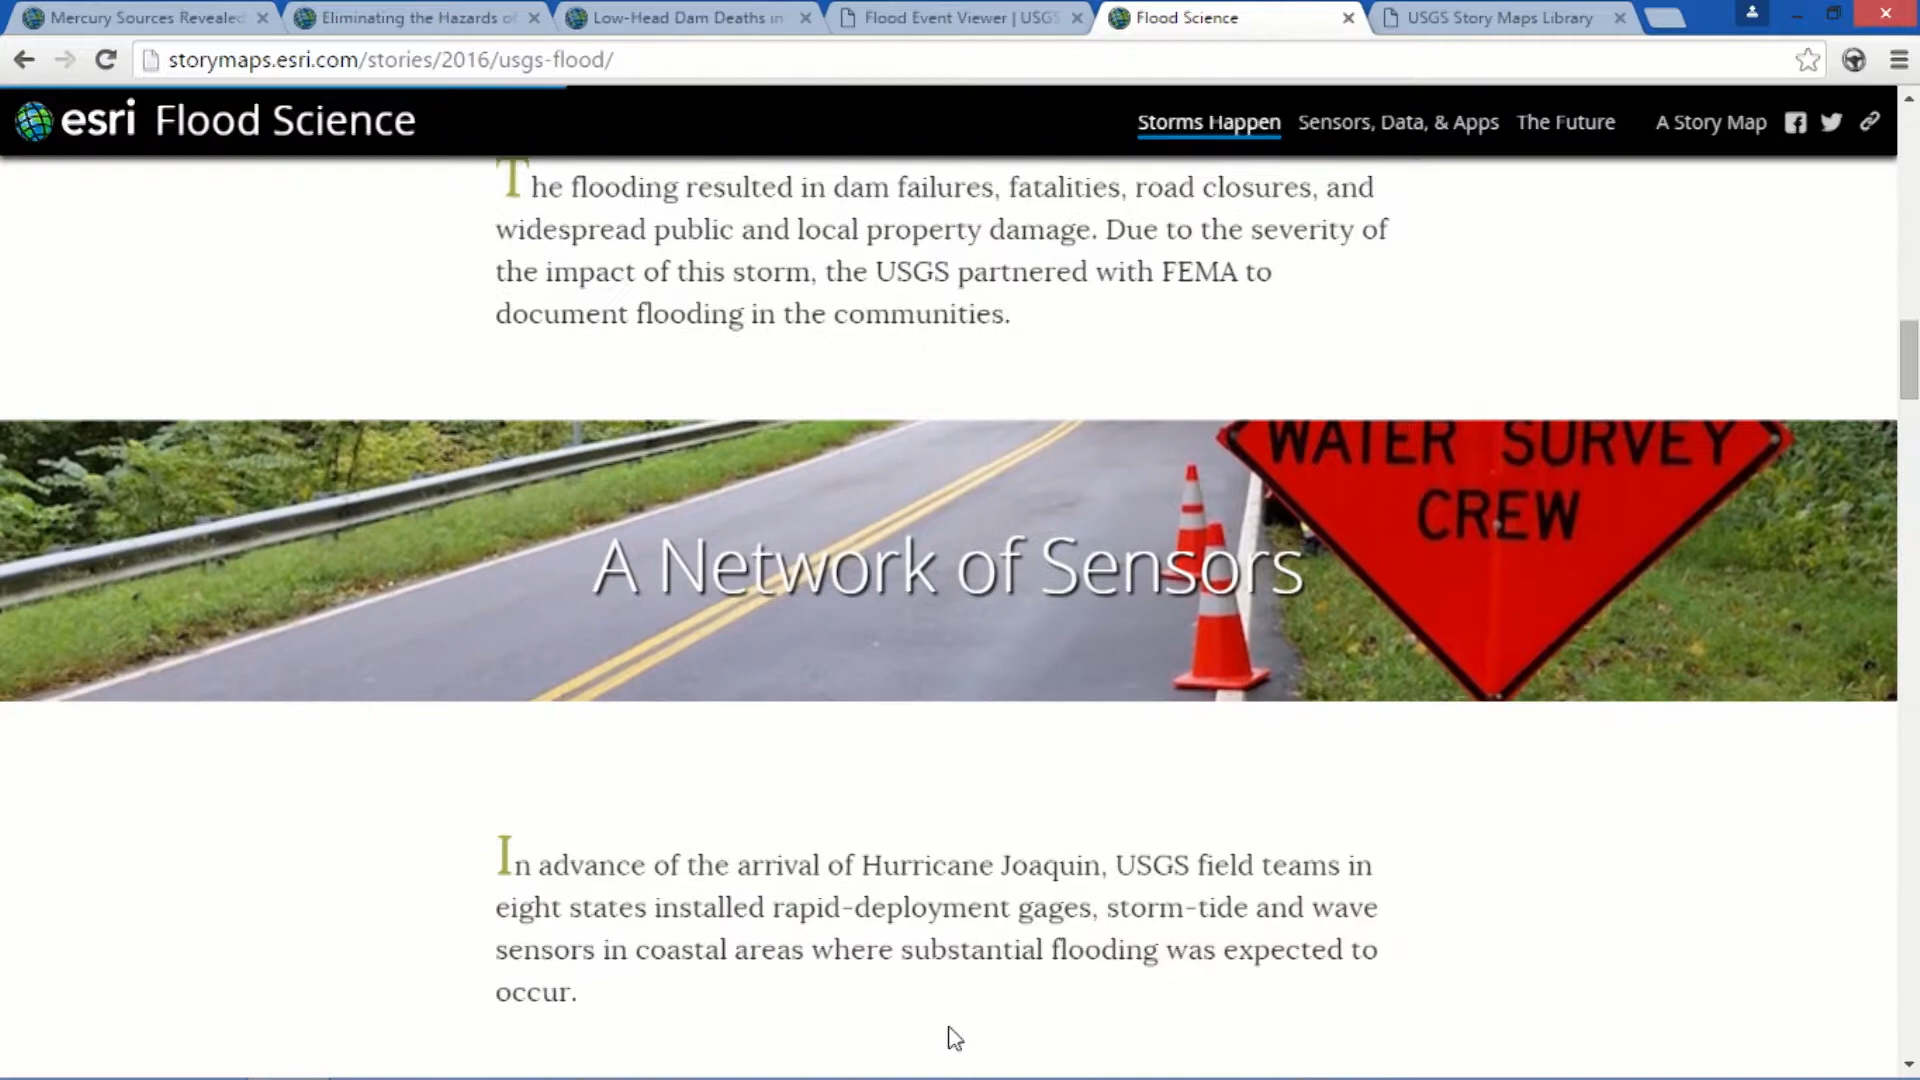 Mercury Sources Revealed
Eliminating the Hazards of
Low-Head Dam Deaths in
Flood Event Viewer | USGS
Flood Science
USGS Story Maps Library
storymaps.esri.com/stories/2016/usgs-flood/
esri Flood Science
Storms Happen
Sensors, Data, & Apps
The Future
A Story Map
The flooding resulted in dam failures, fatalities, road closures, and
widespread public and local property damage. Due to the severity of
the impact of this storm, the USGS partnered with FEMA to
document flooding in the communities.
WATER SURVEY
CREW
A Network of Sensors
In advance of the arrival of Hurricane Joaquin, USGS field teams in
eight states installed rapid-deployment gages, storm-tide and wave
sensors in coastal areas where substantial flooding was expected to
occur.